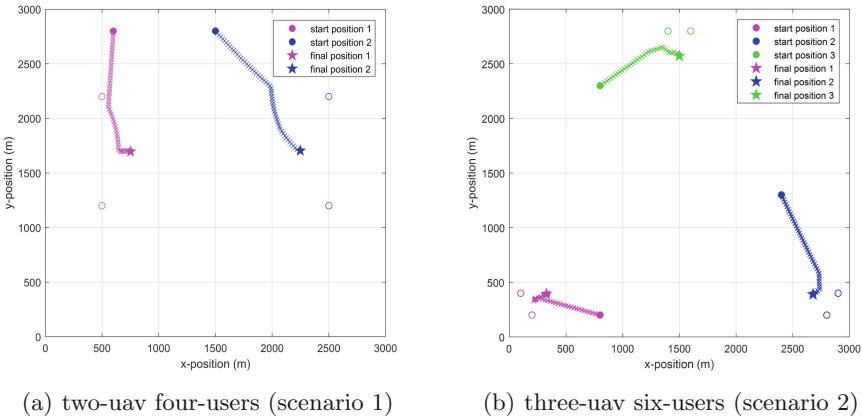 3000
2500
2000
1500
1000
500
0
y-position (m)
0 500 1000 1500 2000 2500 3000
x-position (m)
start position 1
start position 2
final position 1
final position 2
(a) two-uav four-users (scenario 1)
3000
2500
2000
1500
1000
500
0
y-position (m)
0 500 1000 1500 2000 2500 3000
x-position (m)
start position 1
start position 2
start position 3
final position 1
final position 2
final position 3
(b) three-uav six-users (scenario 2)